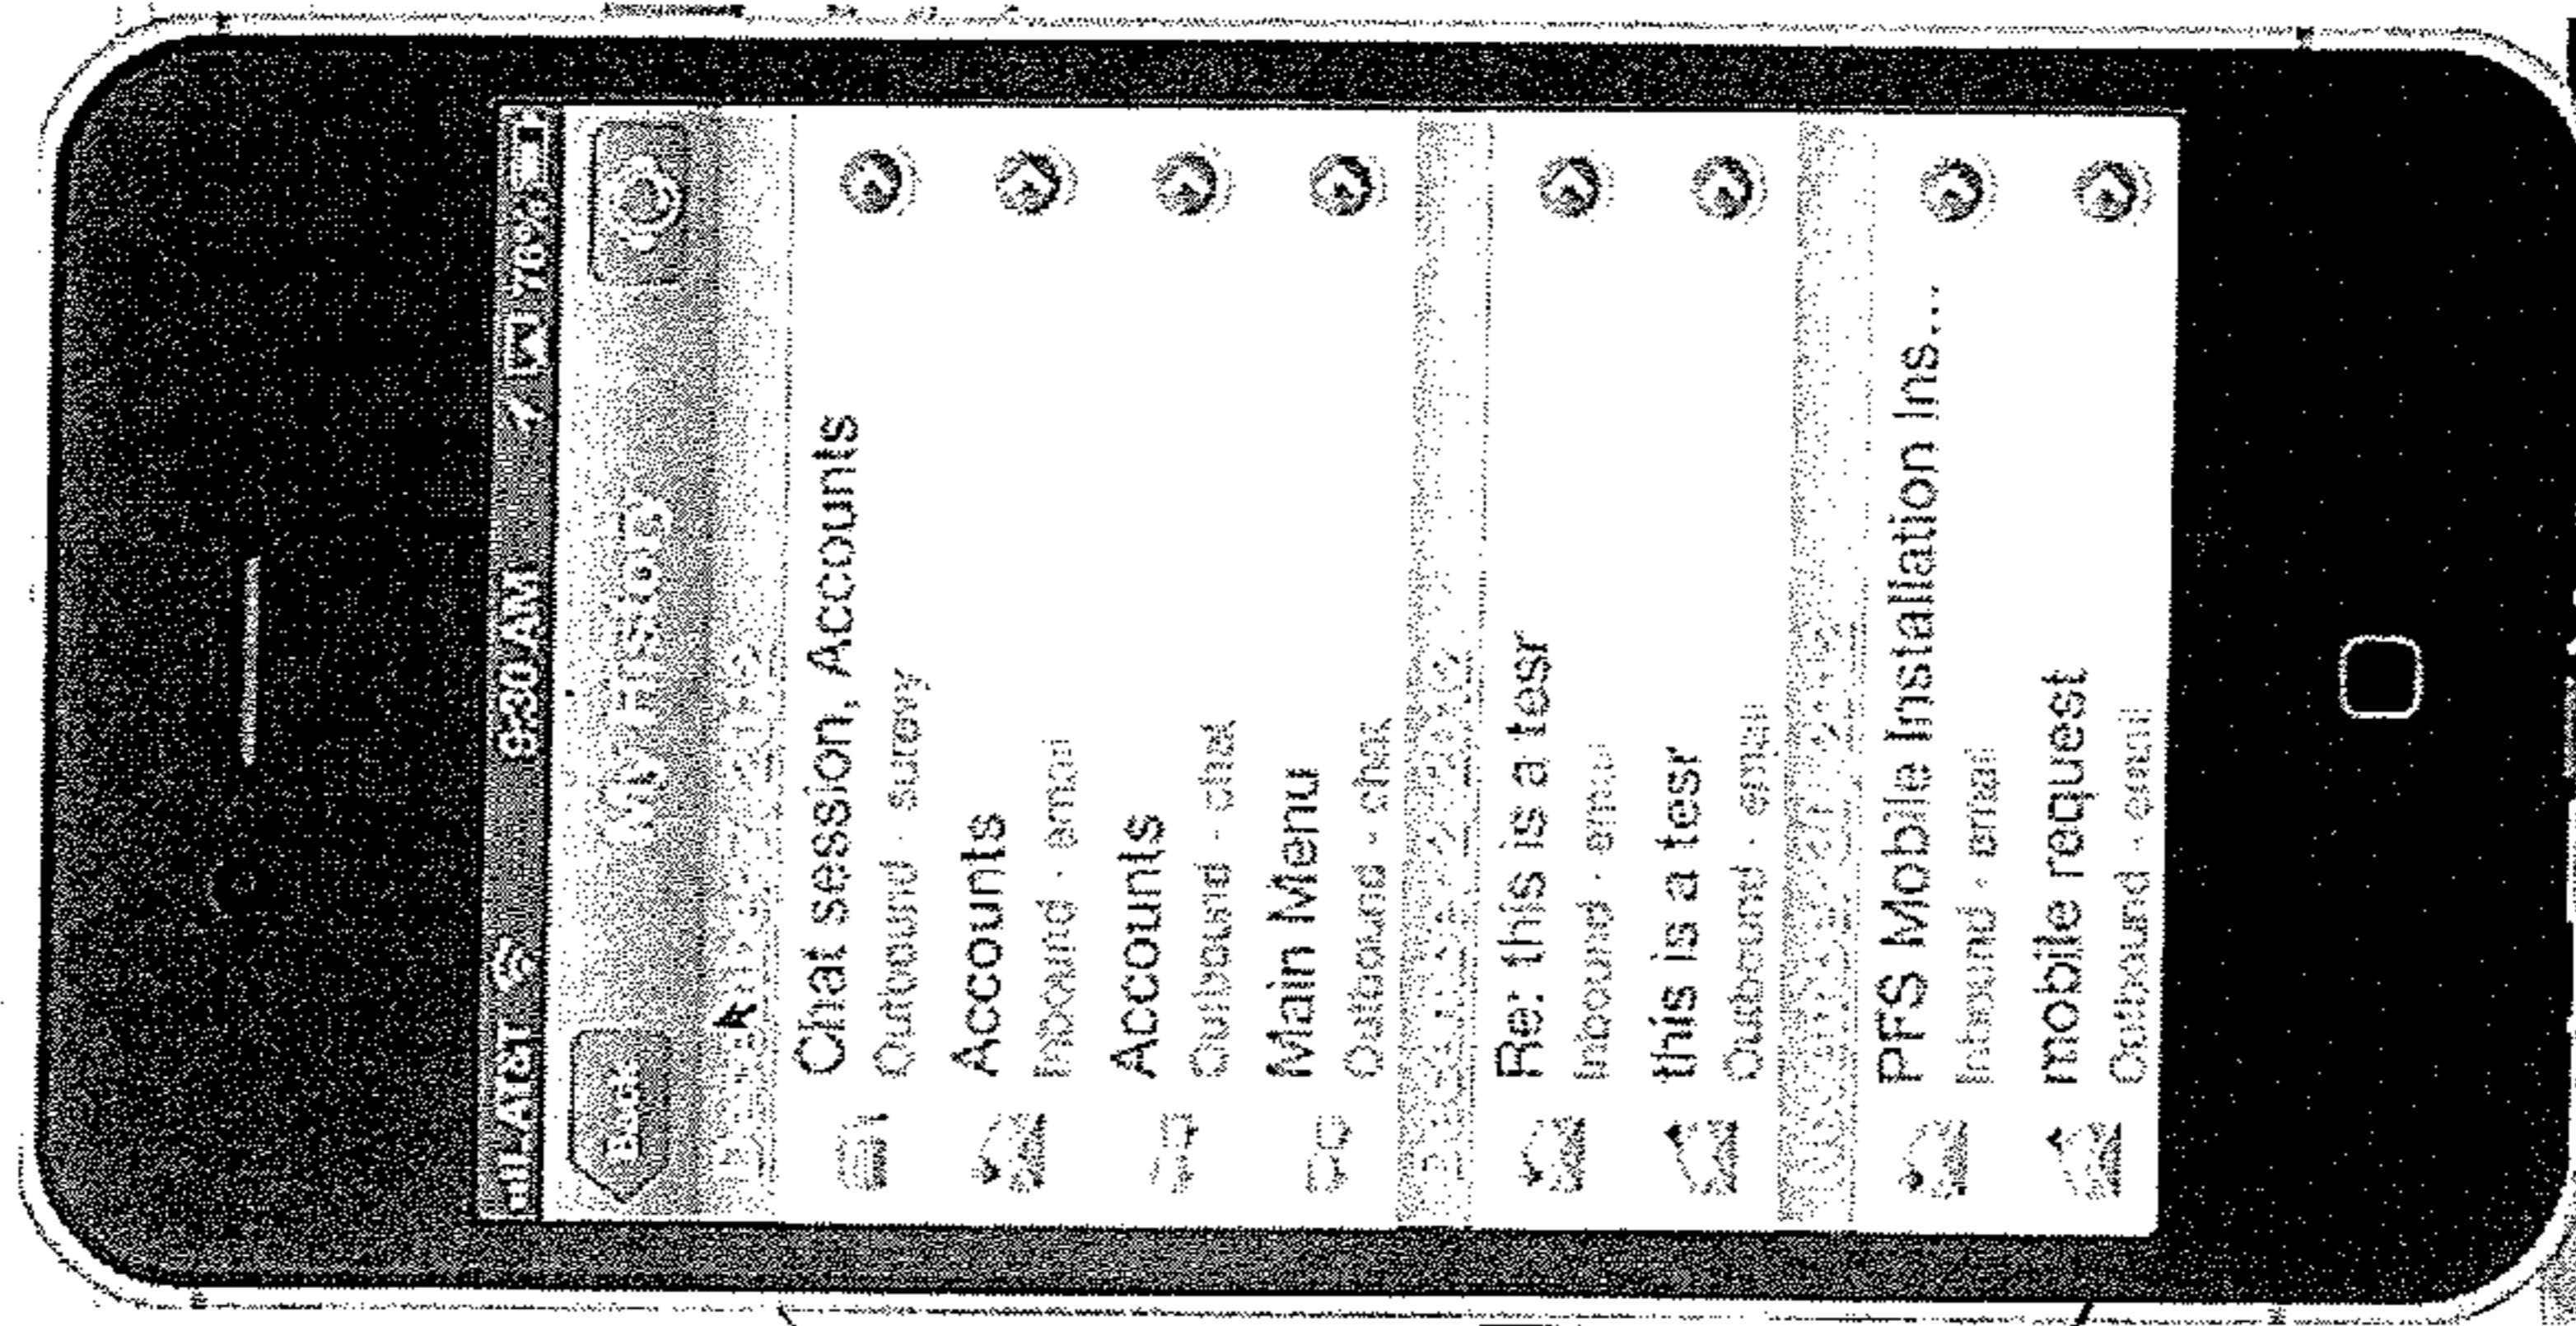 9:30 AM 76%
Back My History
Chat session, Accounts
Outbound - survey
Accounts
Inbound - email
Accounts
Outbound - chat
Main Menu
Outbound - chat
Re: this is a tesr
Inbound - email
this is a tesr
Outbound - email
PFS Mobile Installation Ins...
Inbound - email
mobile request
Outbound - email